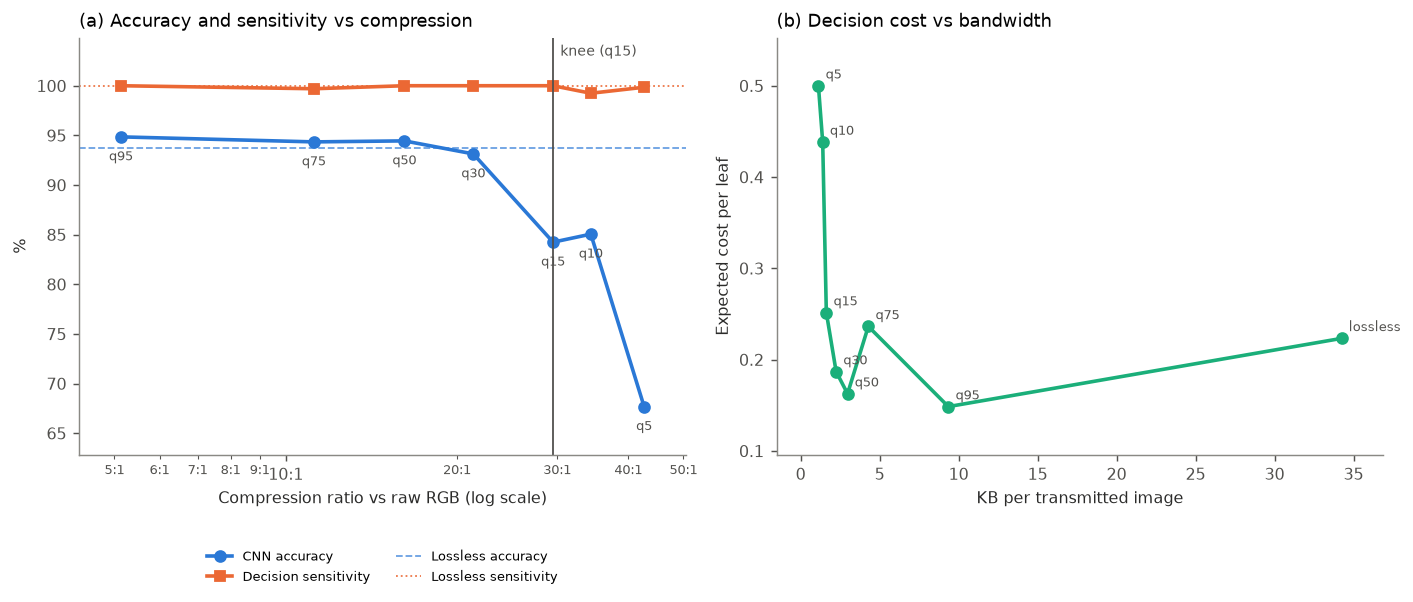 (a) Accuracy and sensitivity vs compression
knee (q15)
100
95
90
85
80
75
70
65
%
q95
q75
q50
q30
q15
q10
q5
5:1
6:1
7:1
8:1
9:1
10:1
20:1
30:1
40:1
50:1
Compression ratio vs raw RGB (log scale)
CNN accuracy
Decision sensitivity
Lossless accuracy
Lossless sensitivity
(b) Decision cost vs bandwidth
0.5
0.4
0.3
0.2
0.1
Expected cost per leaf
q5
q10
q15
q30
q50
q75
q95
lossless
0
5
10
15
20
25
30
35
KB per transmitted image